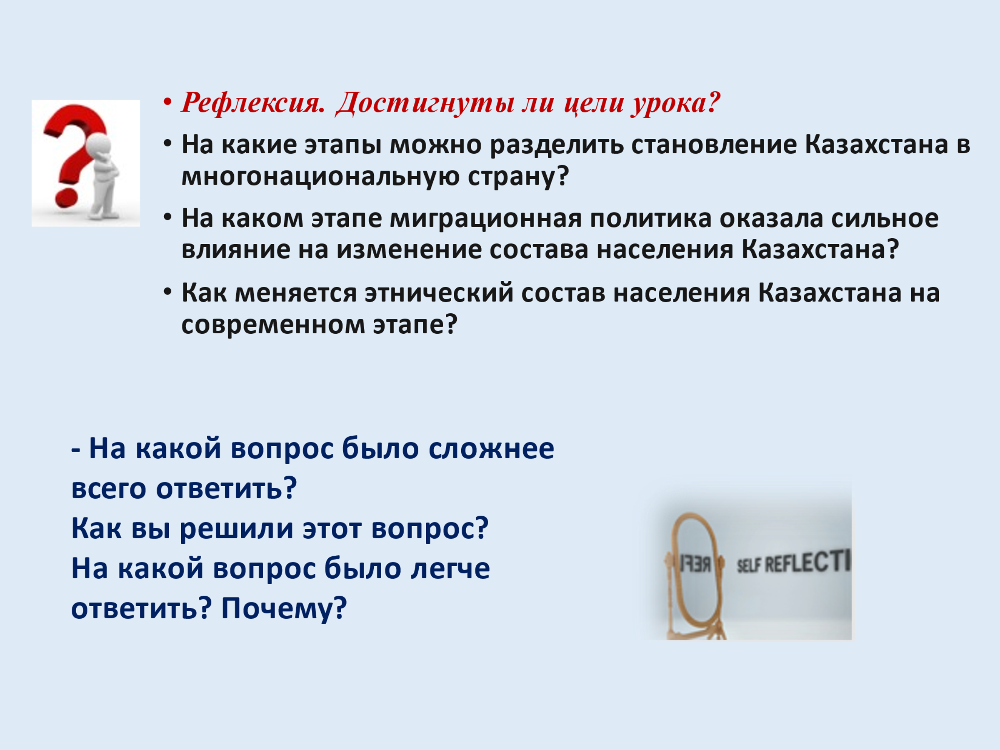 • Рефлексия. Достигнуты ли цели урока?
• На какие этапы можно разделить становление Казахстана в
многонациональную страну?
• На каком этапе миграционная политика оказала сильное
влияние на изменение состава населения Казахстана?
• Как меняется этнический состав населения Казахстана на
современном этапе?
- На какой вопрос было сложнее
всего ответить?
Как вы решили этот вопрос?
На какой вопрос было легче
ответить? Почему?
SELF REFLECTI